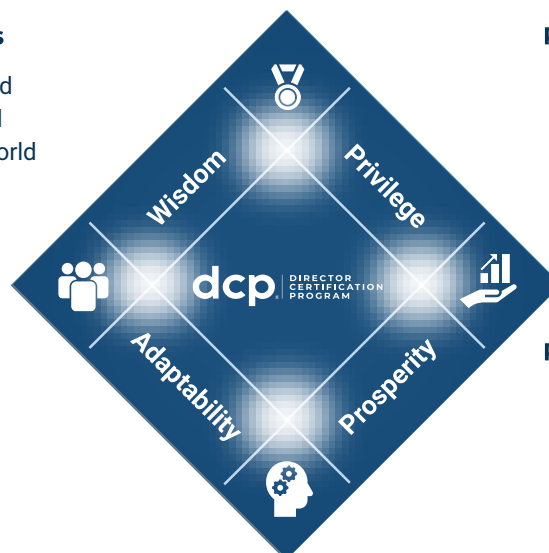 s
d
l
orld
Wisdom
Privilege
dcp.
DIRECTOR
CERTIFICATION
PROGRAM
Adaptability
Prosperity